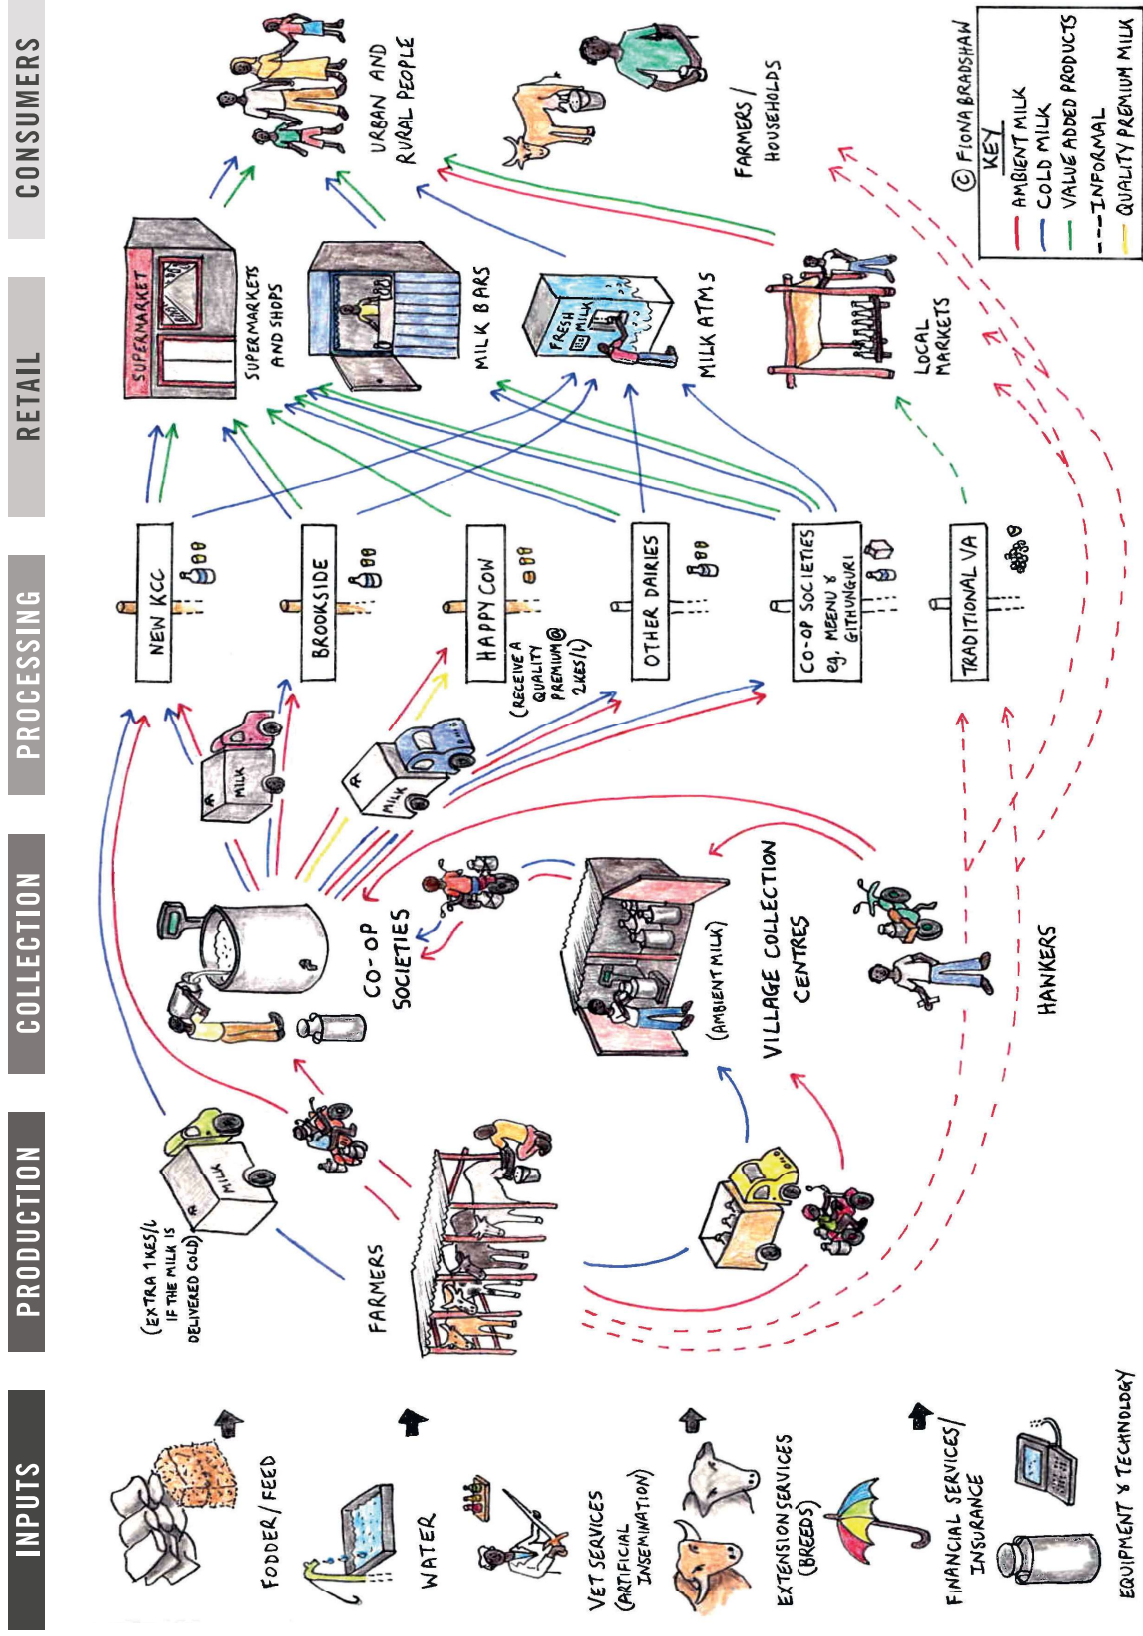 INPUTS
PRODUCTION
COLLECTION
PROCESSING
RETAIL
CONSUMERS
FODDER/FEED
WATER
VET SERVICES
(ARTIFICIAL
INSEMINATION)
EXTENSION SERVICES
(BREEDS)
FINANCIAL SERVICES/
INSURANCE
EQUIPMENT & TECHNOLOGY
(EXTRA 1KES/L
IF THE MILK IS
DELIVERED COLD)
MILK
FARMERS
CO-OP
SOCIETIES
(AMBIENT MILK)
VILLAGE COLLECTION
CENTRES
HANKERS
MILK
MILK
NEW KCC
BROOKSIDE
HAPPY COW
(RECEIVE A
QUALITY
PREMIUM @
2KES/L)
OTHER DAIRIES
CO-OP SOCIETIES
eg, MEENU &
GITHUNGURI
TRADITIONAL VA
SUPERMARKET
SUPERMARKETS
AND SHOPS
MILK BARS
FRESH
MILK
MILK ATMS
LOCAL
MARKETS
URBAN AND
RURAL PEOPLE
FARMERS/
HOUSEHOLDS
© FIONA BRADSHAW
KEY
AMBIENT MILK
COLD MILK
VALUE ADDED PRODUCTS
INFORMAL
QUALITY PREMIUM MILK